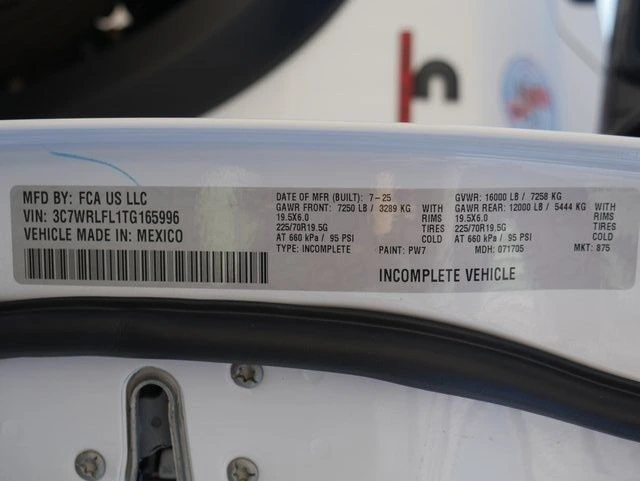 MFD BY: FCA US LLC
VIN: 3C7WRLFL1TG165996
VEHICLE MADE IN: MEXICO
DATE OF MFR (BUILT): 7-25 GVWR: 16000 LB / 7258 KG
GAWR FRONT: 7250 LB / 3289 KG WITH GAWR REAR: 12000 LB / 5444 KG WITH
19.5X6.0 RIMS 19.5X6.0 RIMS
225/70R19.5G TIRES 225/70R19.5G TIRES
AT 660 kPa / 95 PSI COLD AT 660 kPa / 95 PSI COLD
TYPE: INCOMPLETE PAINT: PW7 MDH: 071705 MKT: 875
INCOMPLETE VEHICLE